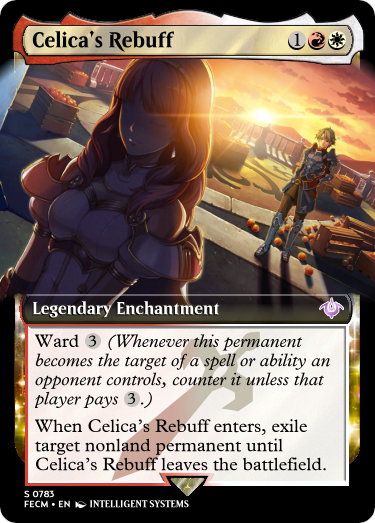 Celica's Rebuff 1
Legendary Enchantment
Ward 3 (Whenever this permanent
becomes the target of a spell or ability an
opponent controls, counter it unless that
player pays 3.)
When Celica's Rebuff enters, exile
target nonland permanent until
Celica's Rebuff leaves the battlefield.
S 0783
FECM • EN INTELLIGENT SYSTEMS